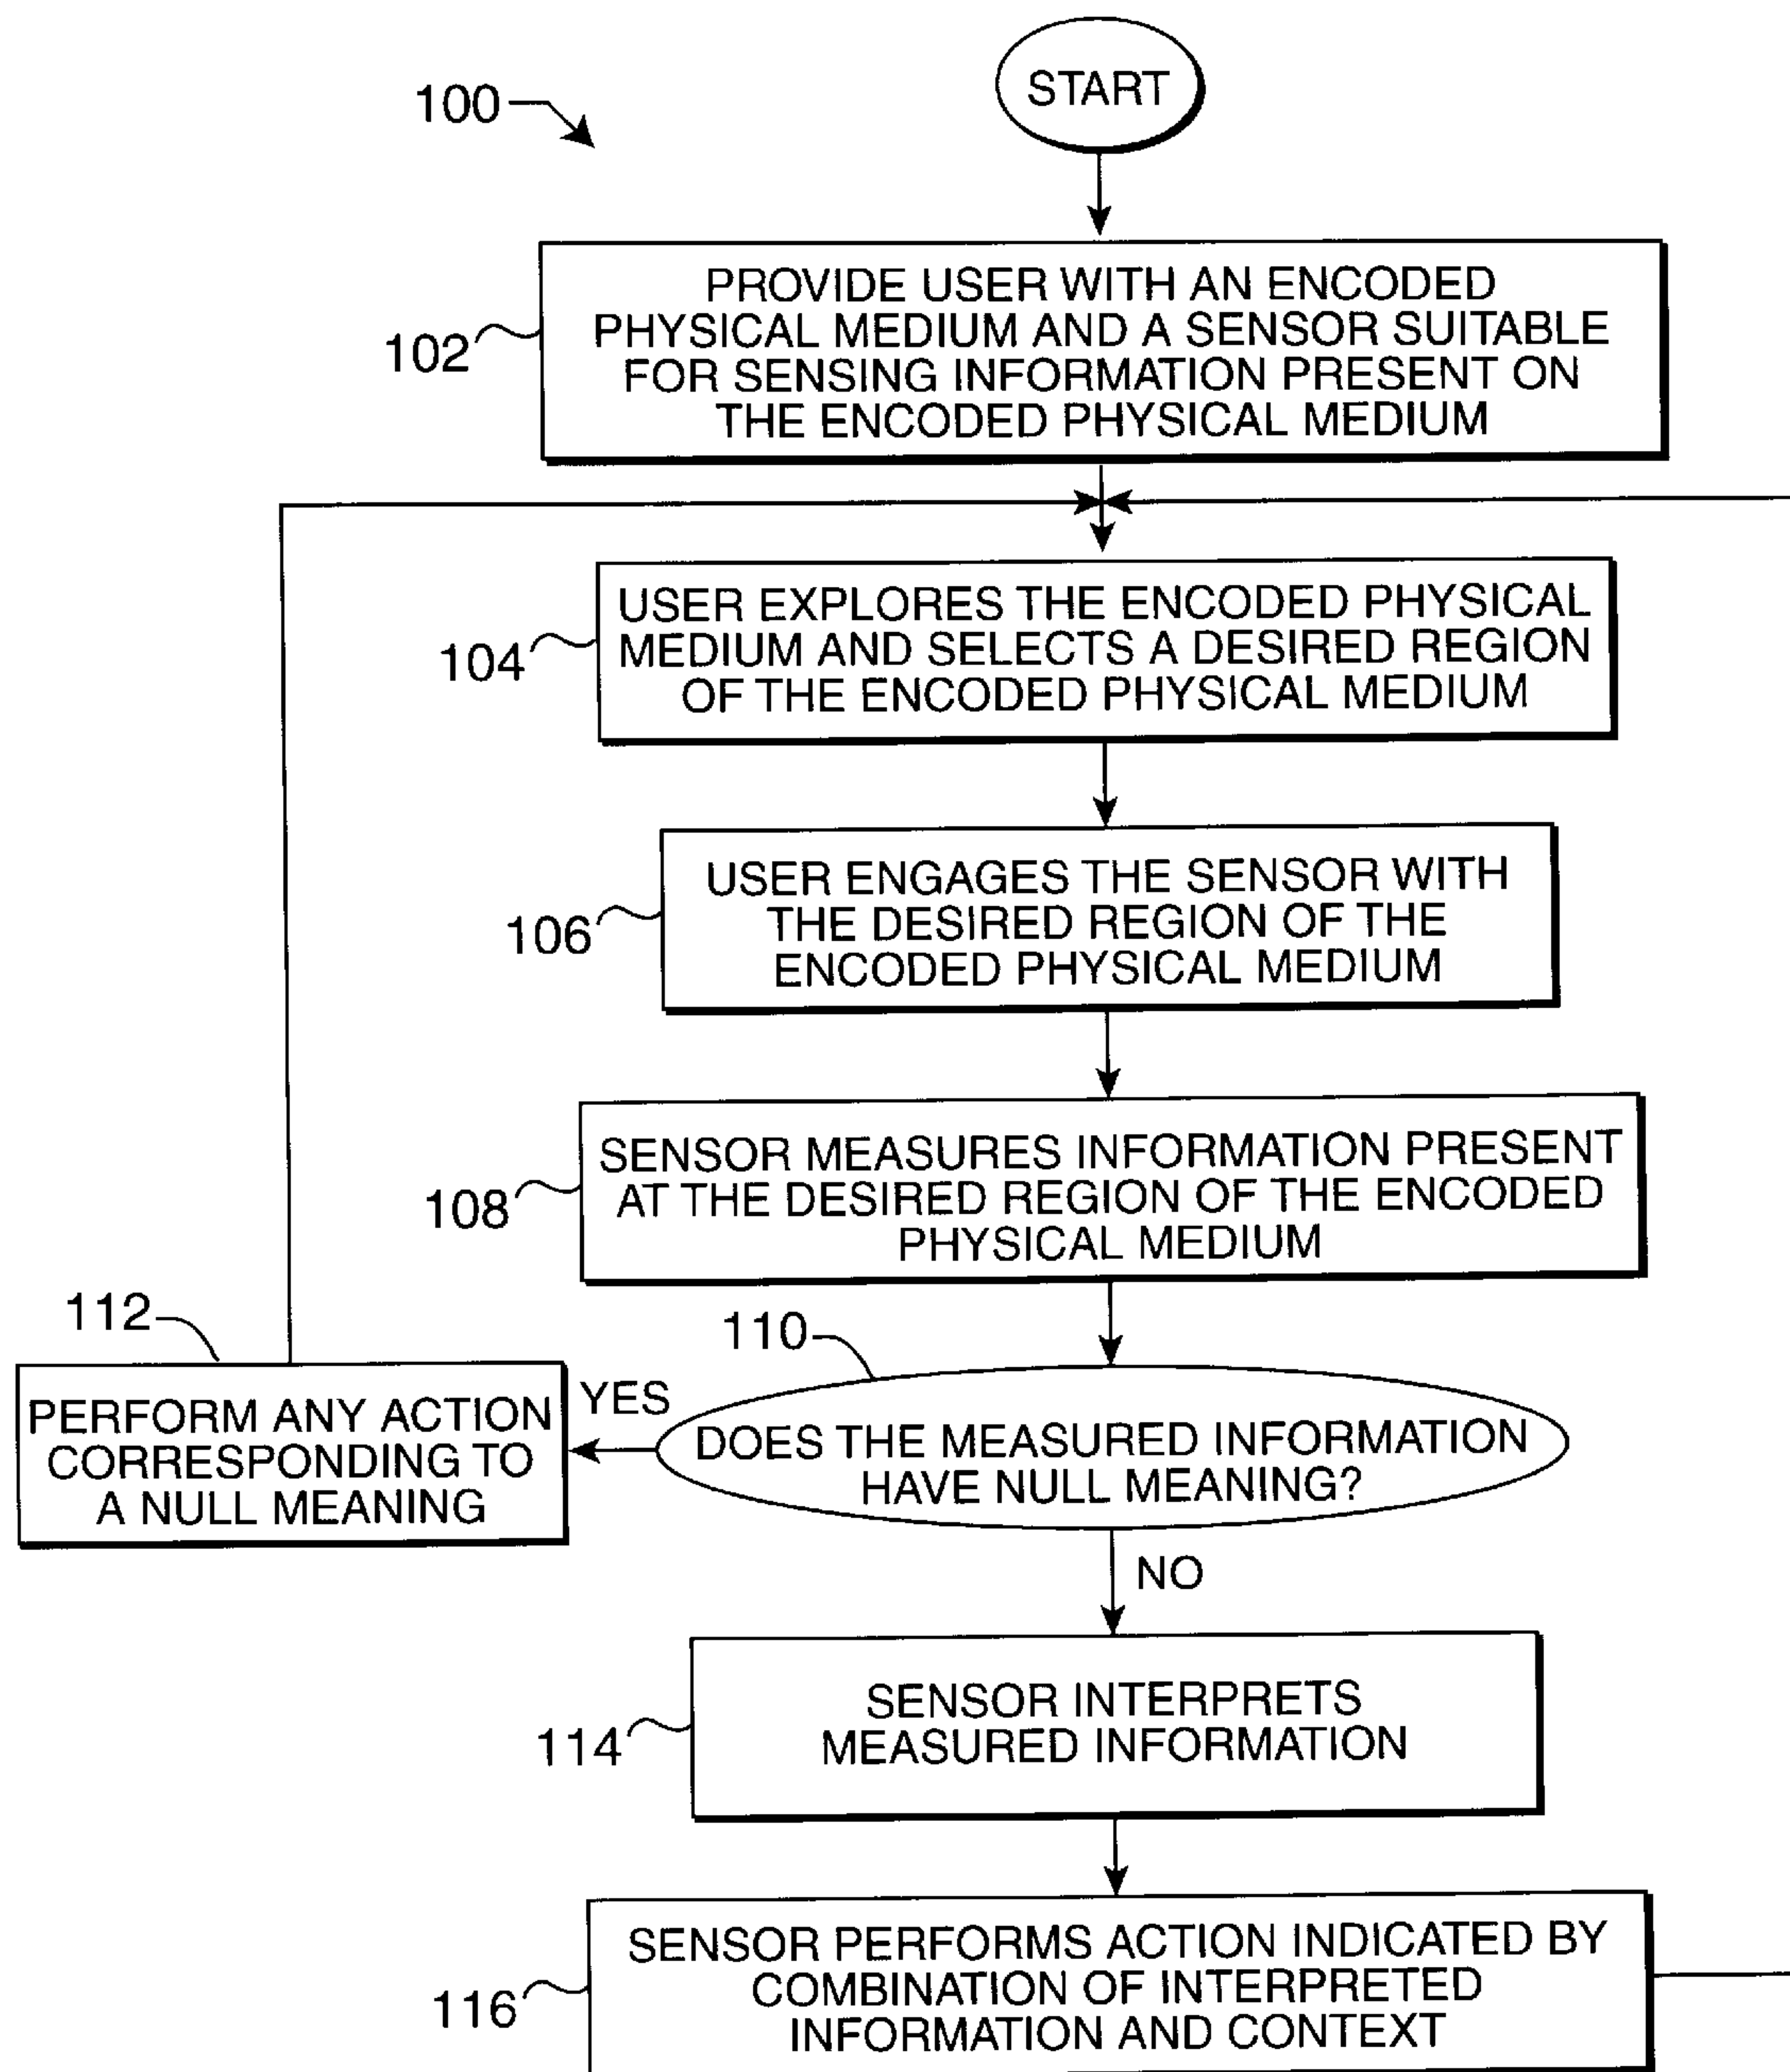 START
100
PROVIDE USER WITH AN ENCODED
PHYSICAL MEDIUM AND A SENSOR SUITABLE
FOR SENSING INFORMATION PRESENT ON
THE ENCODED PHYSICAL MEDIUM
102
USER EXPLORES THE ENCODED PHYSICAL
MEDIUM AND SELECTS A DESIRED REGION
OF THE ENCODED PHYSICAL MEDIUM
104
USER ENGAGES THE SENSOR WITH
THE DESIRED REGION OF THE
ENCODED PHYSICAL MEDIUM
106
SENSOR MEASURES INFORMATION PRESENT
AT THE DESIRED REGION OF THE ENCODED
PHYSICAL MEDIUM
108
110
DOES THE MEASURED INFORMATION
HAVE NULL MEANING?
YES
112
PERFORM ANY ACTION
CORRESPONDING TO
A NULL MEANING
NO
SENSOR INTERPRETS
MEASURED INFORMATION
114
SENSOR PERFORMS ACTION INDICATED BY
COMBINATION OF INTERPRETED
INFORMATION AND CONTEXT
116